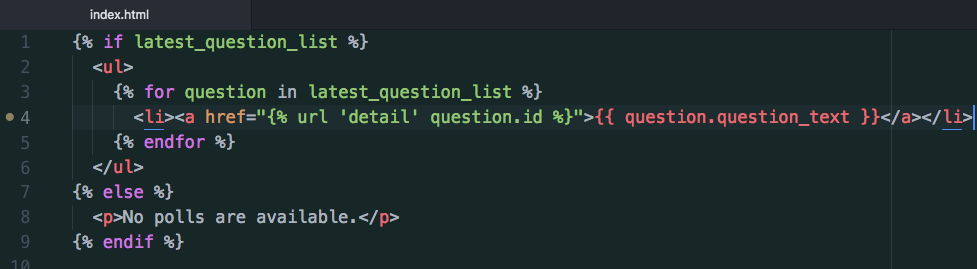 index.html
1 {% if latest_question_list %}
2 <ul>
3 {% for question in latest_question_list %}
4 <li><a href="{% url 'detail' question.id %}">{{ question.question_text }}</a></li>
5 {% endfor %}
6 </ul>
7 {% else %}
8 <p>No polls are available.</p>
9 {% endif %}
10